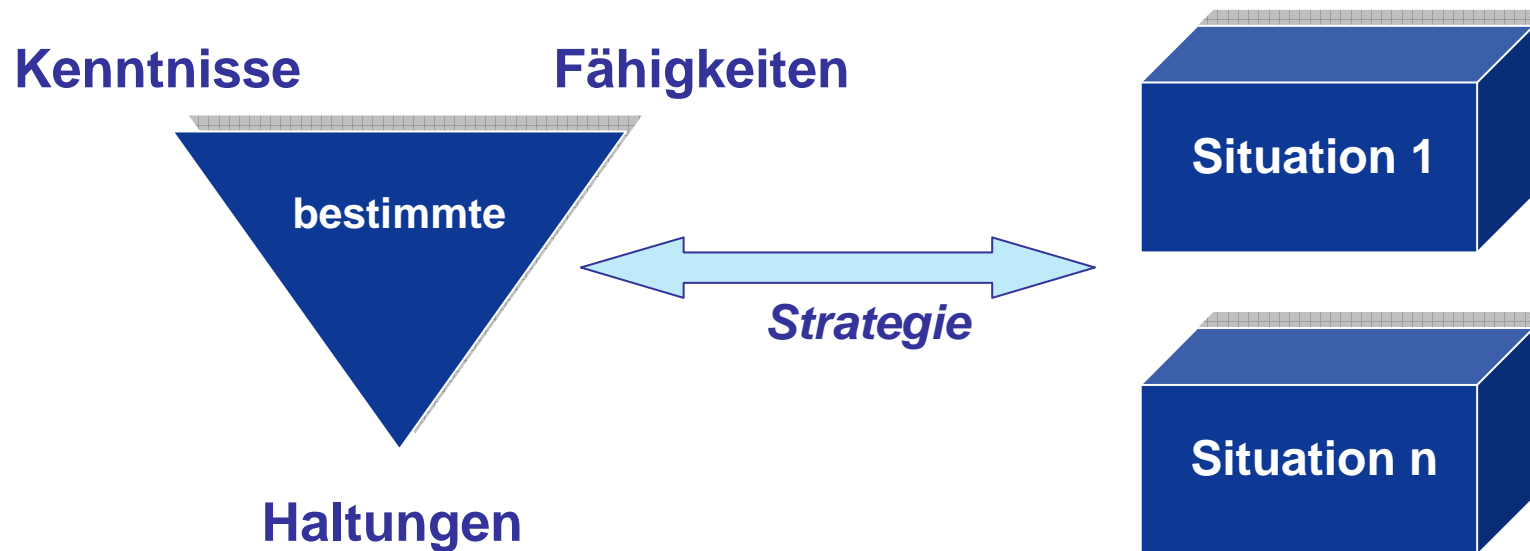 Kenntnisse
Fähigkeiten
bestimmte
Haltungen
Strategie
Situation 1
Situation n